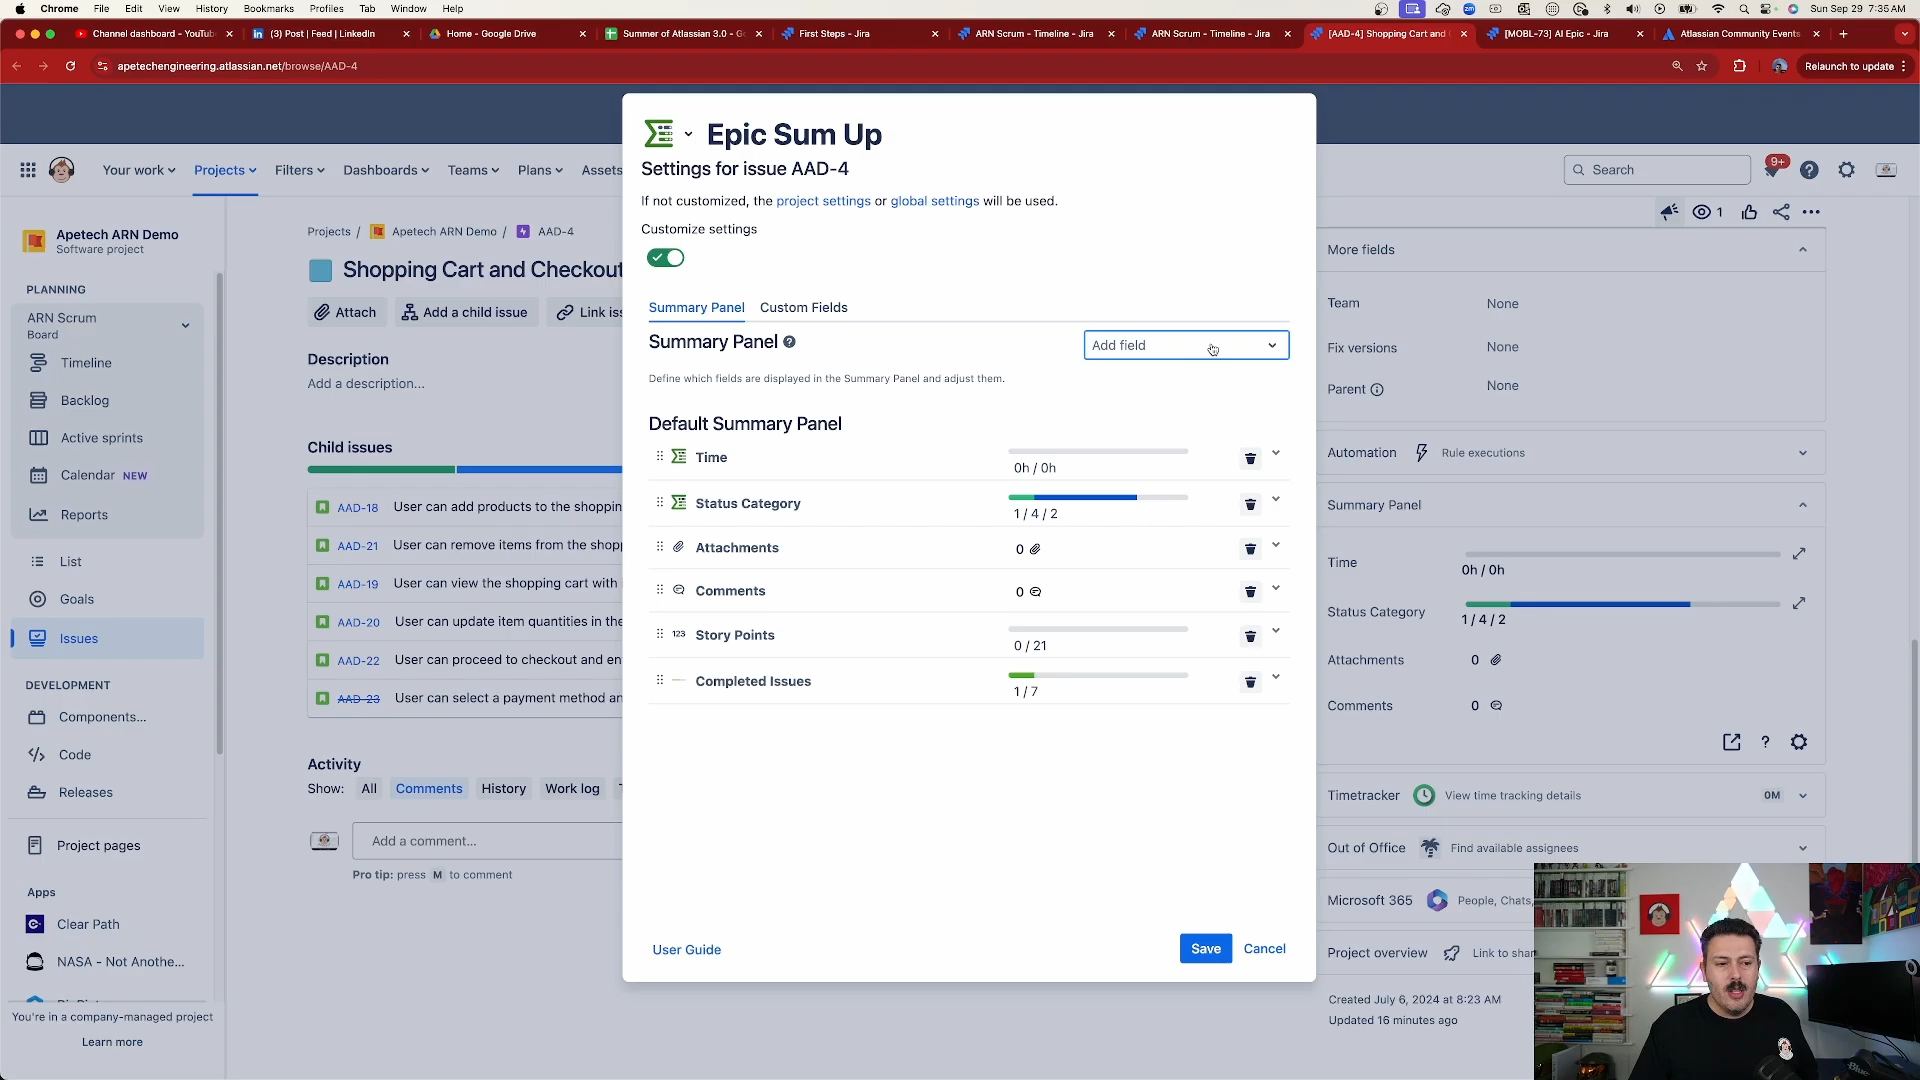 Chrome File Edit View History Bookmarks Profiles Tab Window Help
Sun Sep 29 7:35 AM
Channel dashboard - YouTub
(3) Post | Feed | LinkedIn
Home - Google Drive
Summer of Atlassian 3.0 - G
First Steps - Jira
ARN Scrum - Timeline - Jira
ARN Scrum - Timeline - Jira
[AAD-4] Shopping Cart and
[MOBL-73] AI Epic - Jira
Atlassian Community Events
apetechengineering.atlassian.net/browse/AAD-4
Relaunch to update
Your work Projects Filters Dashboards Teams Plans Assets
Search
9+
Apetech ARN Demo
Software project
PLANNING
ARN Scrum
Board
Timeline
Backlog
Active sprints
Calendar NEW
Reports
List
Goals
Issues
DEVELOPMENT
Components...
Code
Releases
Project pages
Apps
Clear Path
NASA - Not Anothe...
You're in a company-managed project
Learn more
Projects / Apetech ARN Demo / AAD-4
Shopping Cart and Checkout
Attach
Add a child issue
Link is
Description
Add a description...
Child issues
AAD-18 User can add products to the shoppin
AAD-21 User can remove items from the shop
AAD-19 User can view the shopping cart with
AAD-20 User can update item quantities in the
AAD-22 User can proceed to checkout and en
AAD-23 User can select a payment method an
Activity
Show: All Comments History Work log
Add a comment...
Pro tip: press M to comment
Epic Sum Up
Settings for issue AAD-4
If not customized, the project settings or global settings will be used.
Customize settings
Summary Panel Custom Fields
Summary Panel
Add field
Define which fields are displayed in the Summary Panel and adjust them.
Default Summary Panel
Time
0h / 0h
Status Category
1 / 4 / 2
Attachments
0
Comments
0
123 Story Points
0 / 21
Completed Issues
1 / 7
User Guide
Save
Cancel
1
More fields
Team None
Fix versions None
Parent None
Automation Rule executions
Summary Panel
Time
0h / 0h
Status Category
1 / 4 / 2
Attachments 0
Comments 0
?
Timetracker View time tracking details 0M
Out of Office Find available assignees
Microsoft 365 People, Chats,
Project overview Link to shar
Created July 6, 2024 at 8:23 AM
Updated 16 minutes ago